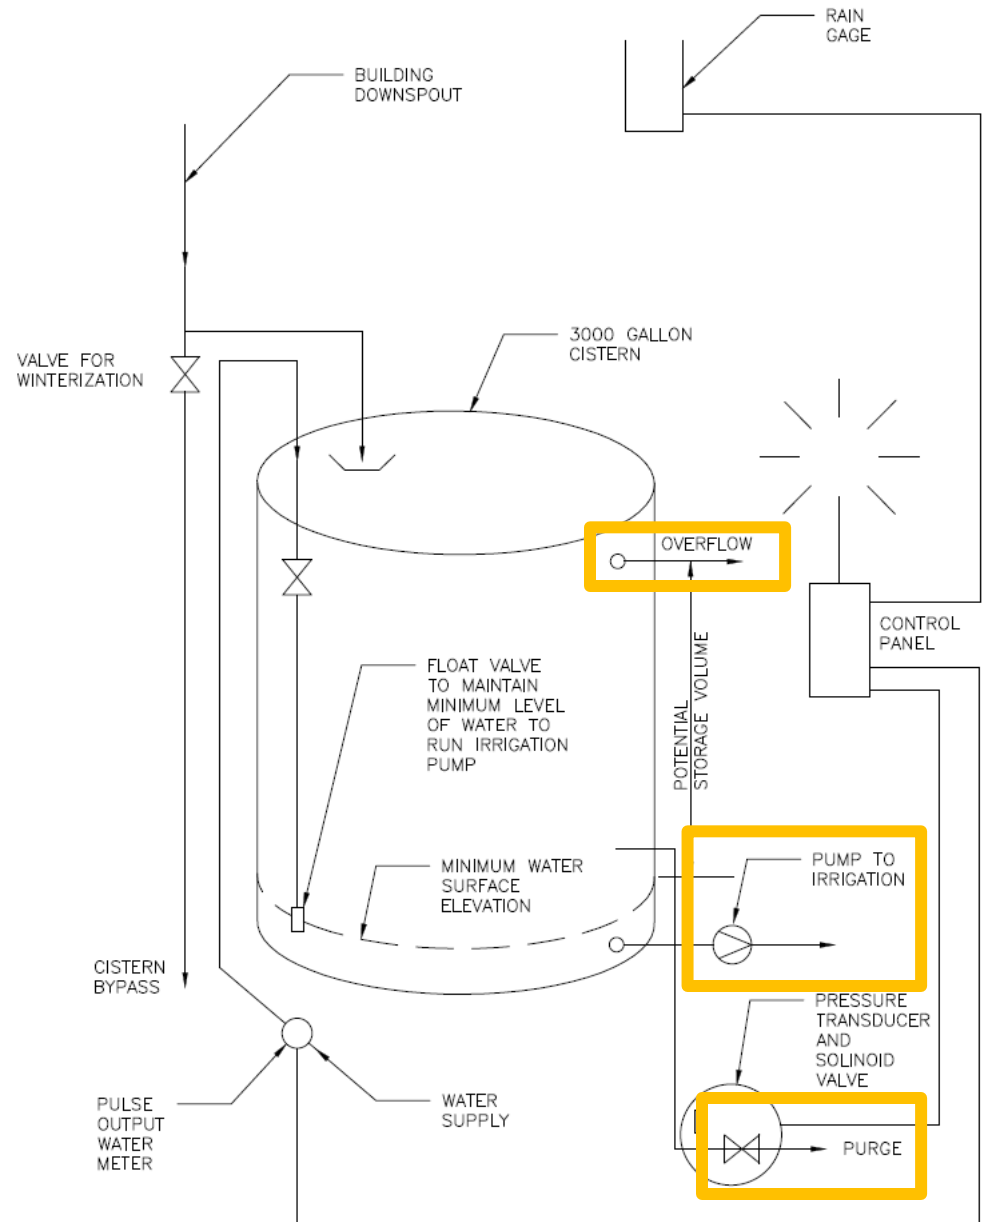 RAIN
GAGE
BUILDING
DOWNSPOUT
3000 GALLON
CISTERN
VALVE FOR
WINTERIZATION
OVERFLOW
CONTROL
PANEL
FLOAT VALVE
TO MAINTAIN
MINIMUM LEVEL
OF WATER TO
RUN IRRIGATION
PUMP
POTENTIAL
STORAGE VOLUME
PUMP TO
IRRIGATION
MINIMUM WATER
SURFACE
ELEVATION
CISTERN
BYPASS
PRESSURE
TRANSDUCER
AND
SOLINOID
VALVE
PULSE
OUTPUT
WATER
METER
WATER
SUPPLY
PURGE